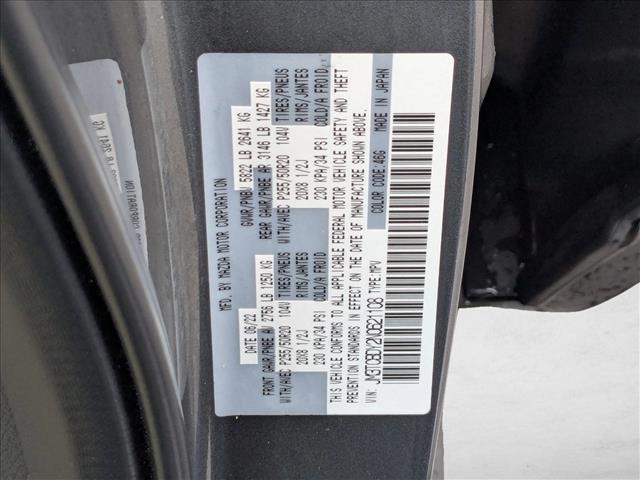 MFD. BY MAZDA MOTOR CORPORATION
DATE 06/22 GVWR/PNBV 5822 LB 2641 KG
FRONT GAWR/PNBE AV 2756 LB 1250 KG REAR GAWR/PNBE AR 3146 LB 1427 KG
WITH/AVEC P255/50R20 104V TIRES/PNEUS WITH/AVEC P255/50R20 104V TIRES/PNEUS
20X8 1/2J RIMS/JANTES 20X8 1/2J RIMS/JANTES
230 KPA/34 PSI COLD/A FROID 230 KPA/34 PSI COLD/A FROID
THIS VEHICLE CONFORMS TO ALL APPLICABLE FEDERAL MOTOR VEHICLE SAFETY AND THEFT
PREVENTION STANDARDS IN EFFECT ON THE DATE OF MANUFACTURE SHOWN ABOVE.
COLOR CODE:46G MADE IN JAPAN
JM3TCBDY2N0621108 TYPE:MPV